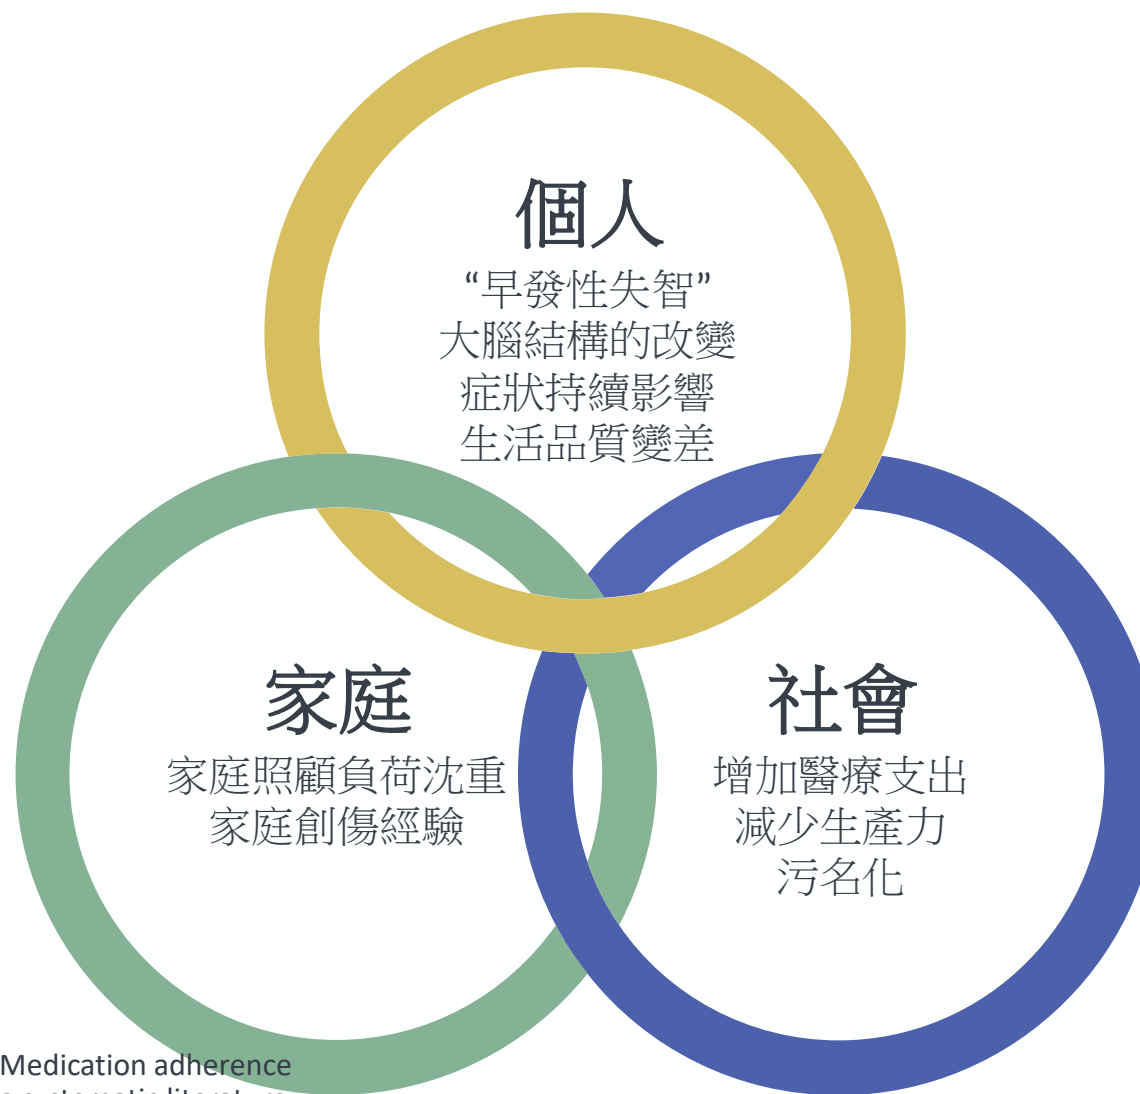 個人
“早發性失智”
大腦結構的改變
症狀持續影響
生活品質變差
家庭
家庭照顧負荷沈重
家庭創傷經驗
社會
增加醫療支出
減少生產力
污名化
Medication adherence